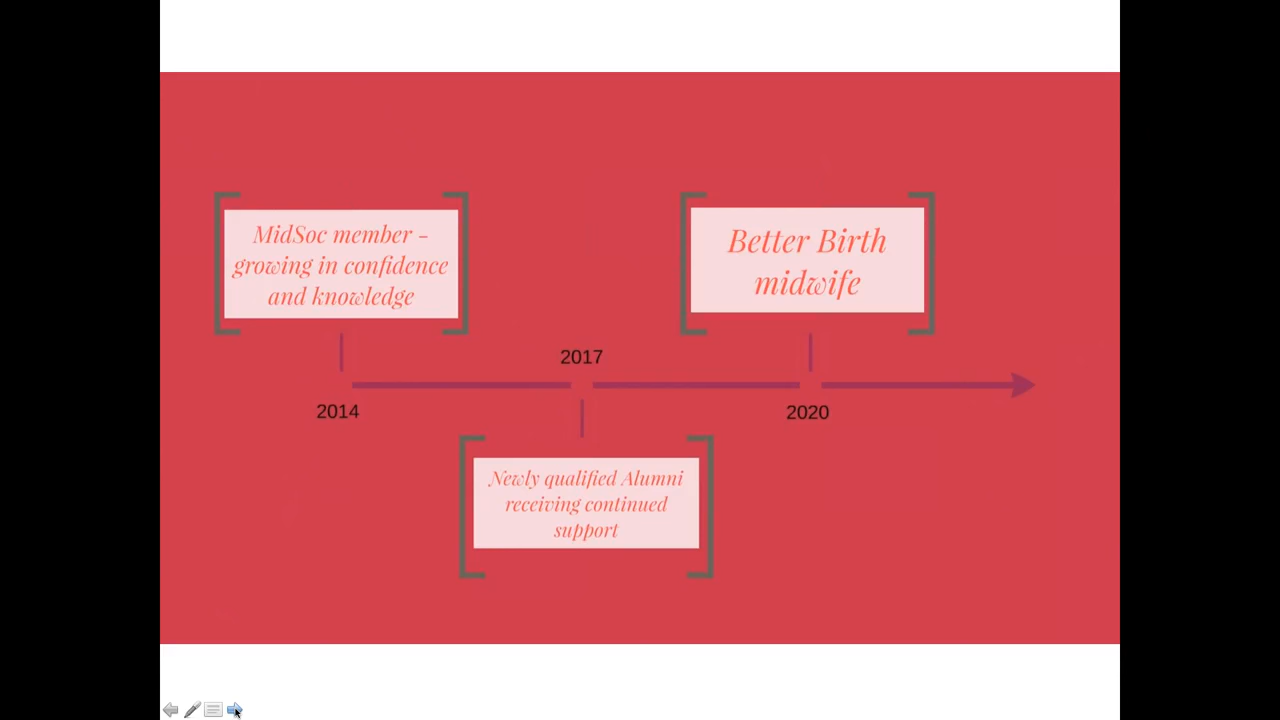 MidSoc member -
growing in confidence
and knowledge
2014
2017
Newly qualified Alumni
receiving continued
support
Better Birth
midwife
2020